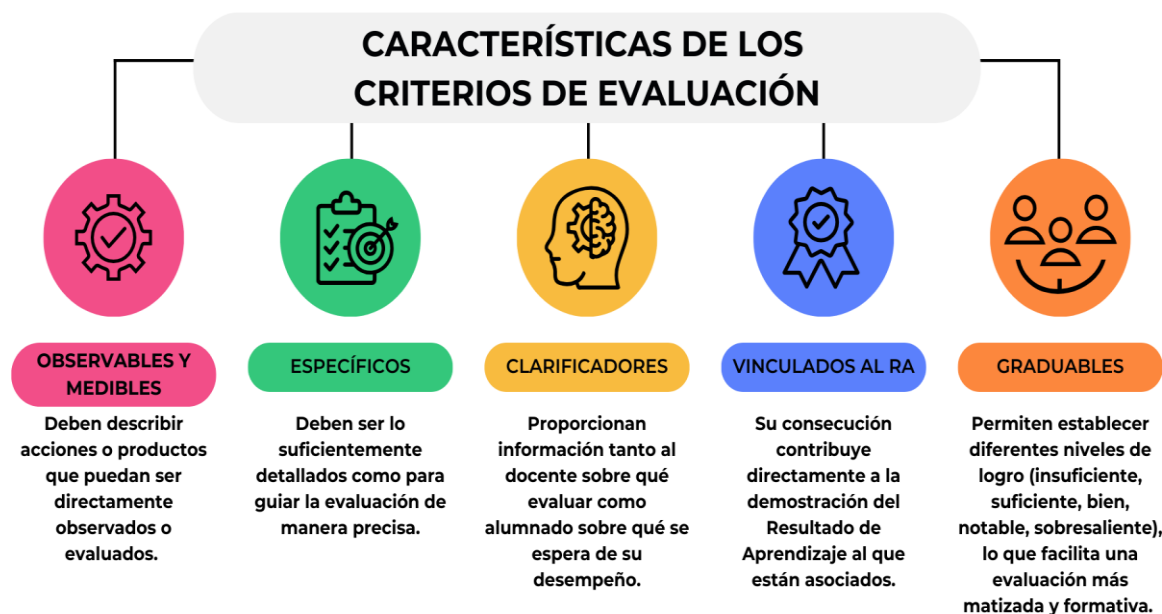 CARACTERÍSTICAS DE LOS
CRITERIOS DE EVALUACIÓN
OBSERVABLES Y
MEDIBLES
Deben describir
acciones o productos
que puedan ser
directamente
observados o
evaluados.
ESPECÍFICOS
Deben ser lo
suficientemente
detallados como para
guiar la evaluación de
manera precisa.
CLARIFICADORES
Proporcionan
información tanto al
docente sobre qué
evaluar como
alumnado sobre qué se
espera de su
desempeño.
VINCULADOS AL RA
Su consecución
contribuye
directamente a la
demostración del
Resultado de
Aprendizaje al que
están asociados.
GRADUABLES
Permiten establecer
diferentes niveles de
logro (insuficiente,
suficiente, bien,
notable, sobresaliente),
lo que facilita una
evaluación más
matizada y formativa.